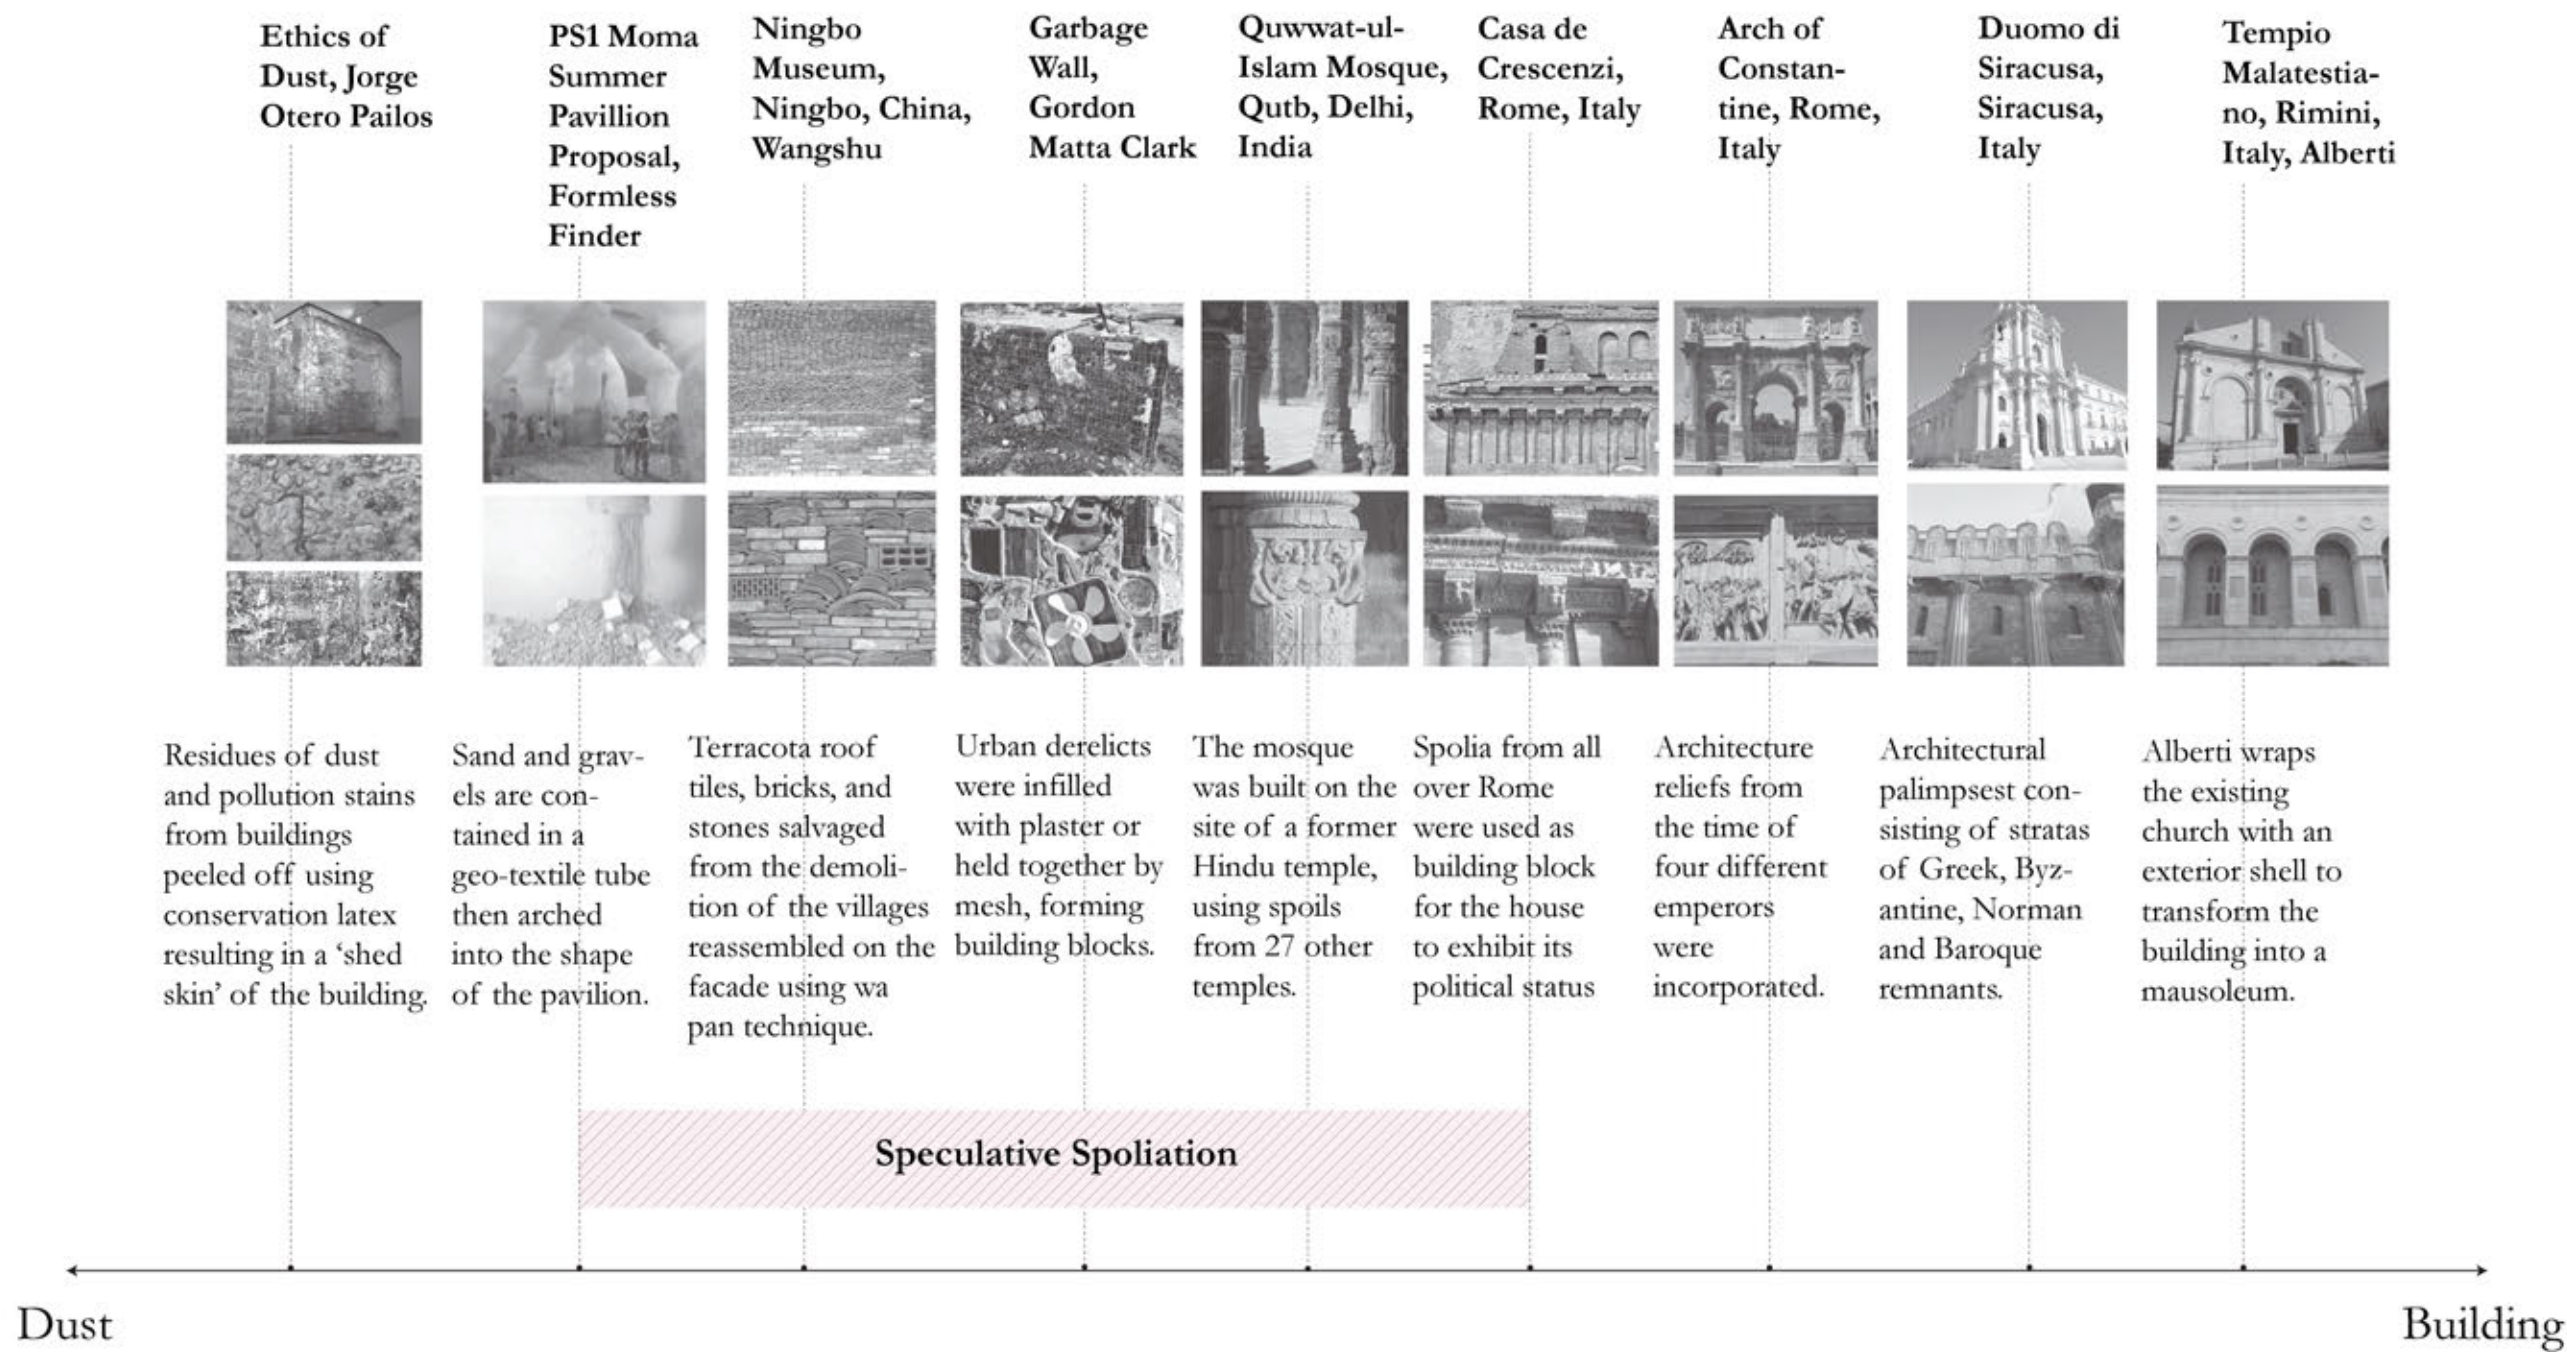 Ethics of
Dust, Jorge
Otero Pailos
PS1 Moma
Summer
Pavillion
Proposal,
Formless
Finder
Ningbo
Museum,
Ningbo, China,
Wangshu
Garbage
Wall,
Gordon
Matta Clark
Quwwat-ul-
Islam Mosque,
Qutb, Delhi,
India
Casa de
Crescenzi,
Rome, Italy
Arch of
Constan-
tine, Rome,
Italy
Duomo di
Siracusa,
Siracusa,
Italy
Tempio
Malatestia-
no, Rimini,
Italy, Alberti
Residues of dust
and pollution stains
from buildings
peeled off using
conservation latex
resulting in a ‘shed
skin’ of the building.
Sand and grav-
els are con-
tained in a
geo-textile tube
then arched
into the shape
of the pavilion.
Terracota roof
tiles, bricks, and
stones salvaged
from the demoli-
tion of the villages
reassembled on the
facade using wa
pan technique.
Urban derelicts
were infilled
with plaster or
held together by
mesh, forming
building blocks.
The mosque
was built on the
site of a former
Hindu temple,
using spoils
from 27 other
temples.
Spolia from all
over Rome
were used as
building block
for the house
to exhibit its
political status
Architecture
reliefs from
the time of
four different
emperors
were
incorporated.
Architectural
palimpsest con-
sisting of stratas
of Greek, Byz-
antine, Norman
and Baroque
remnants.
Alberti wraps
the existing
church with an
exterior shell to
transform the
building into a
mausoleum.
Speculative Spoliation
Dust
Building